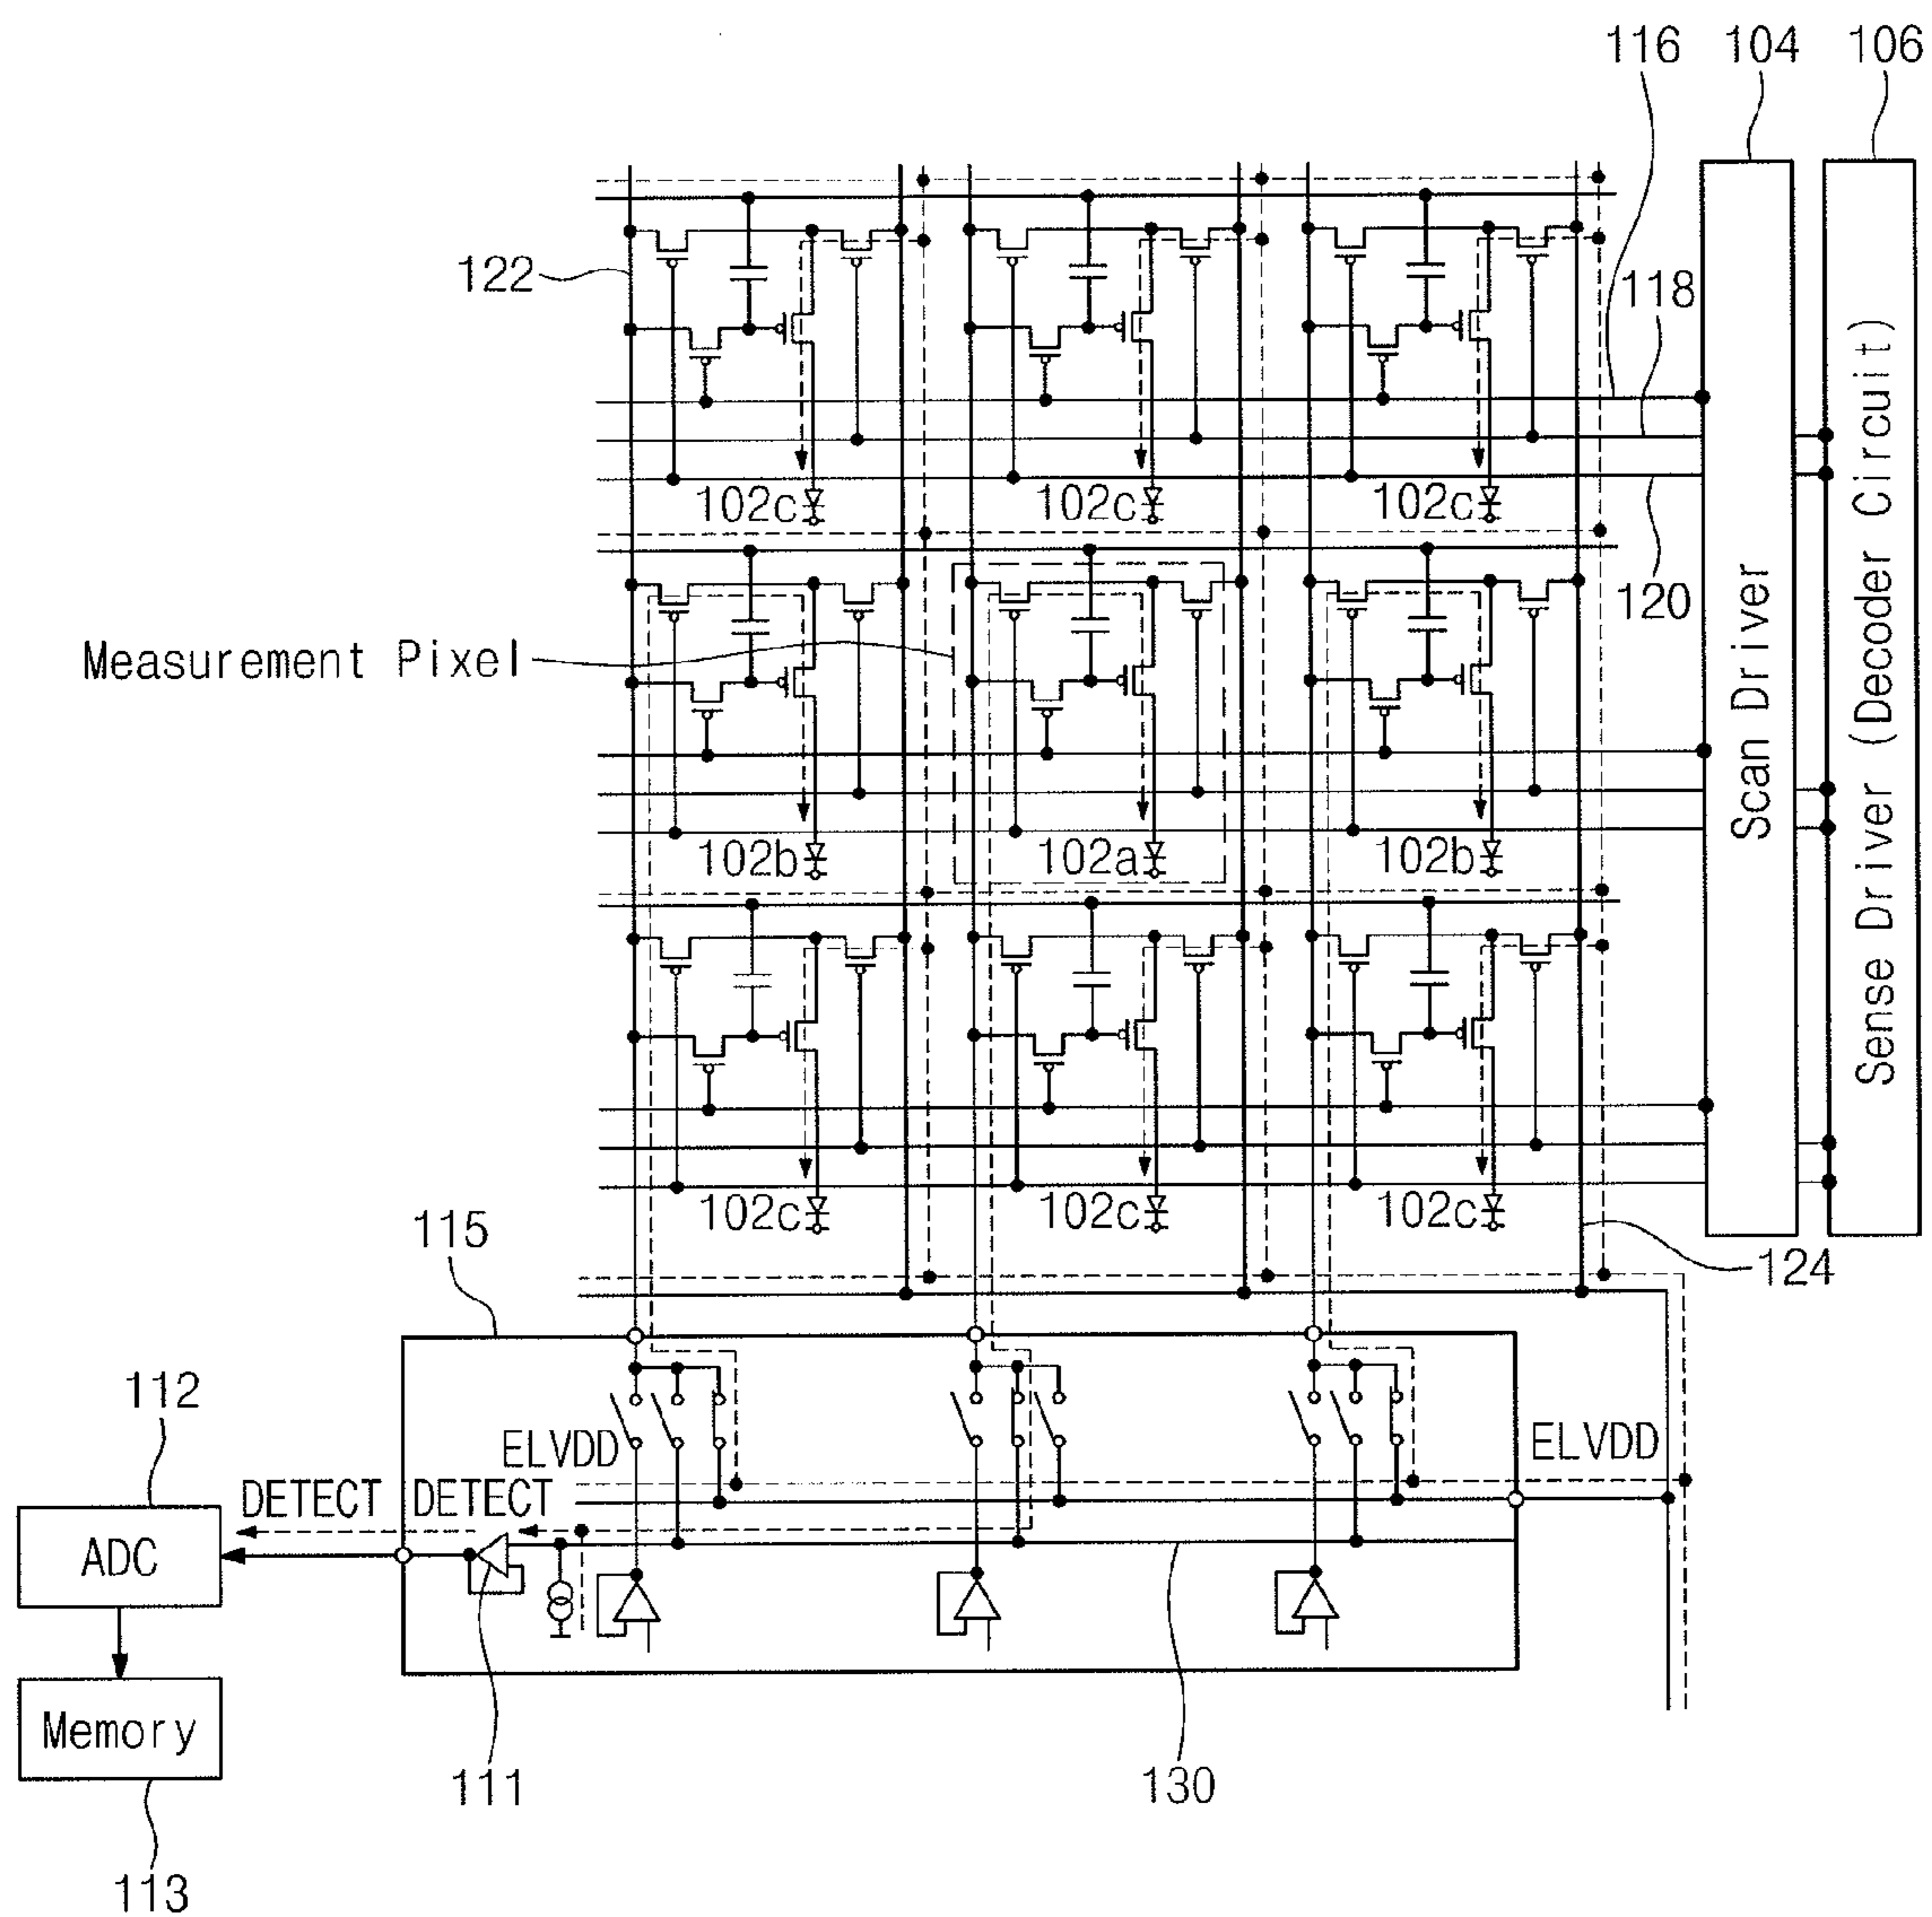 116 104 106
122
118
102c 102c 102c
120
Measurement Pixel
Scan Driver
Sense Driver (Decoder Circuit)
102b 102a 102b
102c 102c 102c
115
124
112
ELVDD ELVDD
DETECT DETECT
ADC
Memory
111 130
113